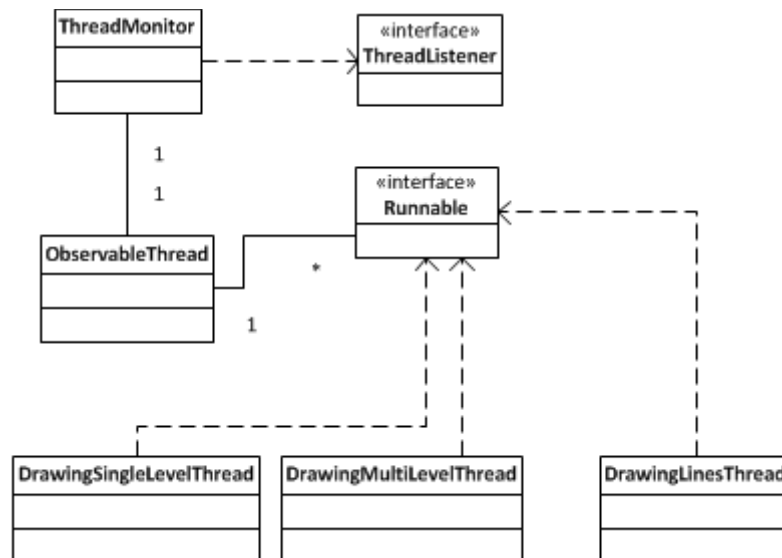 ThreadMonitor
«interface»
ThreadListener
1
1
«interface»
Runnable
ObservableThread
*
1
DrawingSingleLevelThread
DrawingMultiLevelThread
DrawingLinesThread